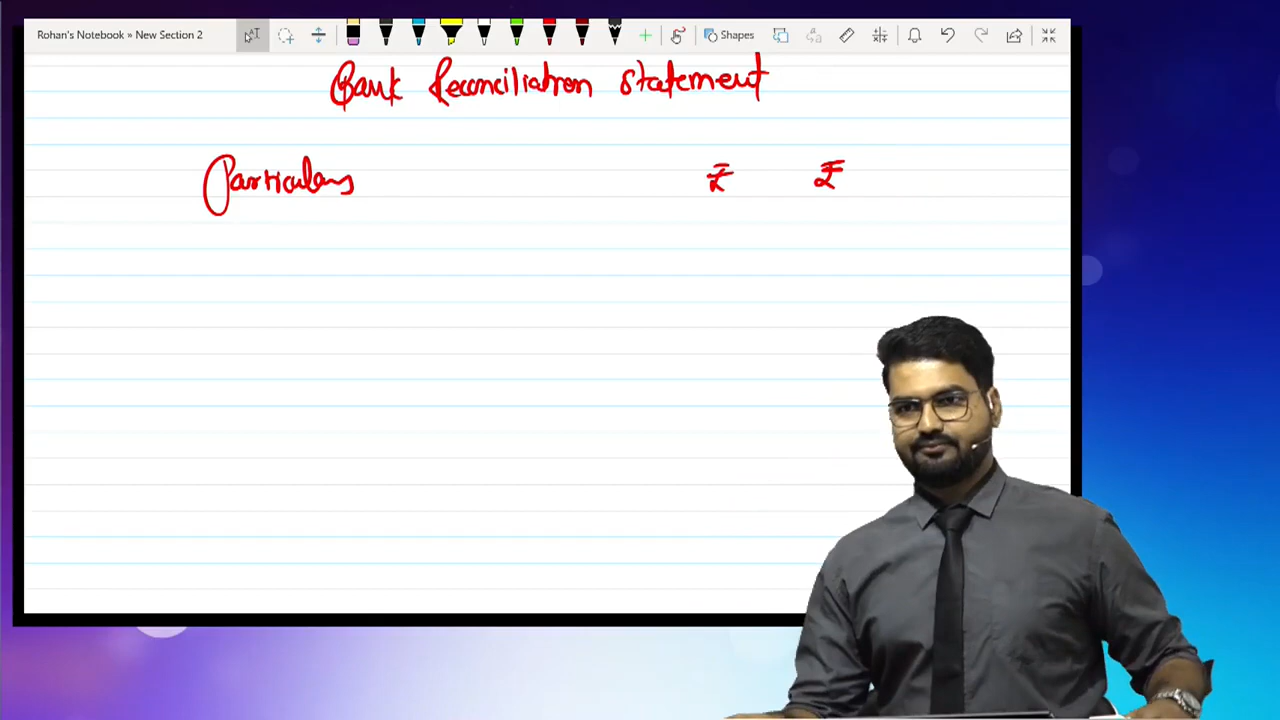 Rohan's Notebook » New Section 2 Shapes
Bank Reconciliation Statement
Particulars ₹ ₹